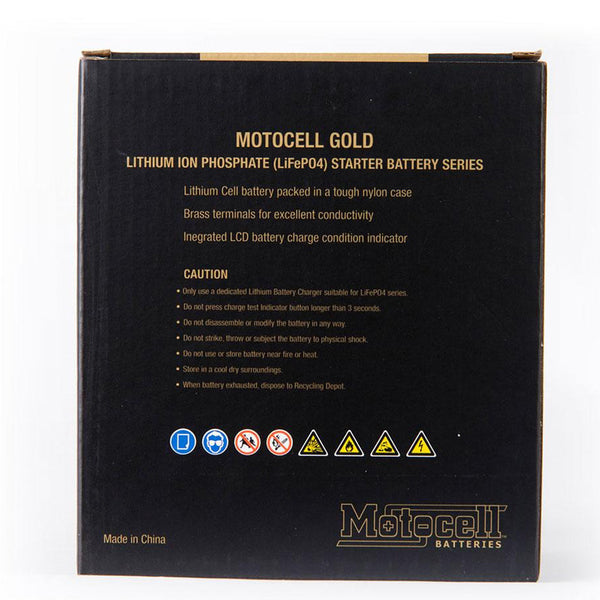 MOTOCELL GOLD
LITHIUM ION PHOSPHATE (LiFePO4) STARTER BATTERY SERIES
Lithium Cell battery packed in a tough nylon case
Brass terminals for excellent conductivity
Inegrated LCD battery charge condition indicator
CAUTION
• Only use a dedicated Lithium Battery Charger suitable for LiFePO4 series.
• Do not press charge test Indicator button longer than 3 seconds.
• Do not disassemble or modify the battery in any way.
• Do not strike, throw or subject the battery to physical shock.
• Do not use or store battery near fire or heat.
• Store in a cool dry surroundings.
• When battery exhausted, dispose to Recycling Depot.
Motocell
BATTERIES
Made in China